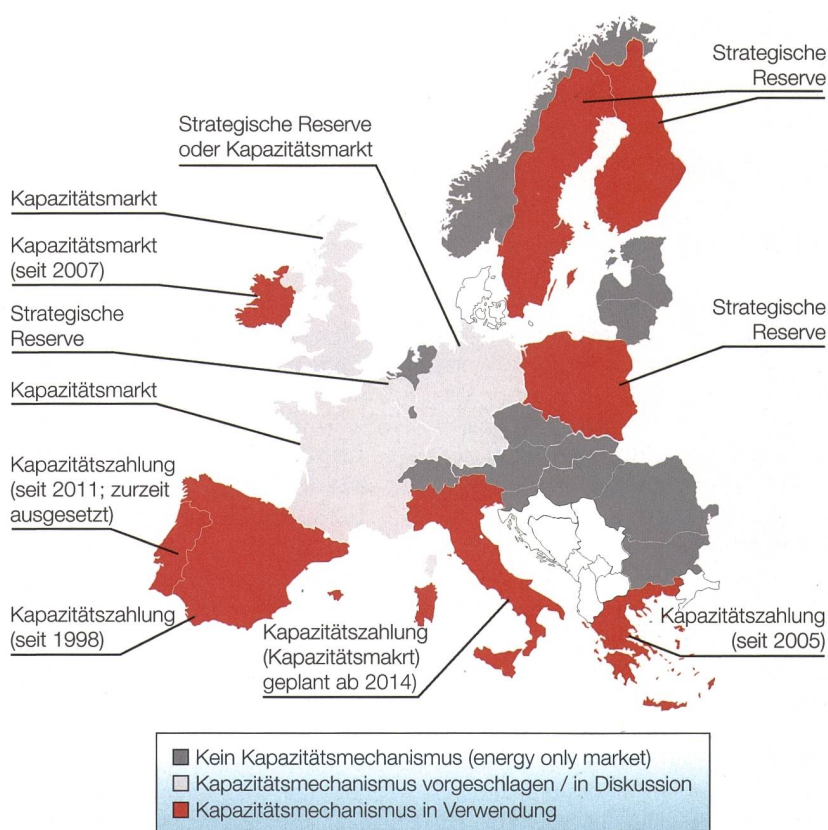 Strategische
Reserve
Strategische Reserve
oder Kapazitätsmarkt
Kapazitätsmarkt
Kapazitätsmarkt
(seit 2007)
Strategische
Reserve
Strategische
Reserve
Kapazitätsmarkt
Kapazitätszahlung
(seit 2011; zurzeit
ausgesetzt)
Kapazitätszahlung
(seit 1998)
Kapazitätszahlung
(Kapazitätsmakrt)
geplant ab 2014)
Kapazitätszahlung
(seit 2005)
Kein Kapazitätsmechanismus (energy only market)
Kapazitätsmechanismus vorgeschlagen / in Diskussion
Kapazitätsmechanismus in Verwendung